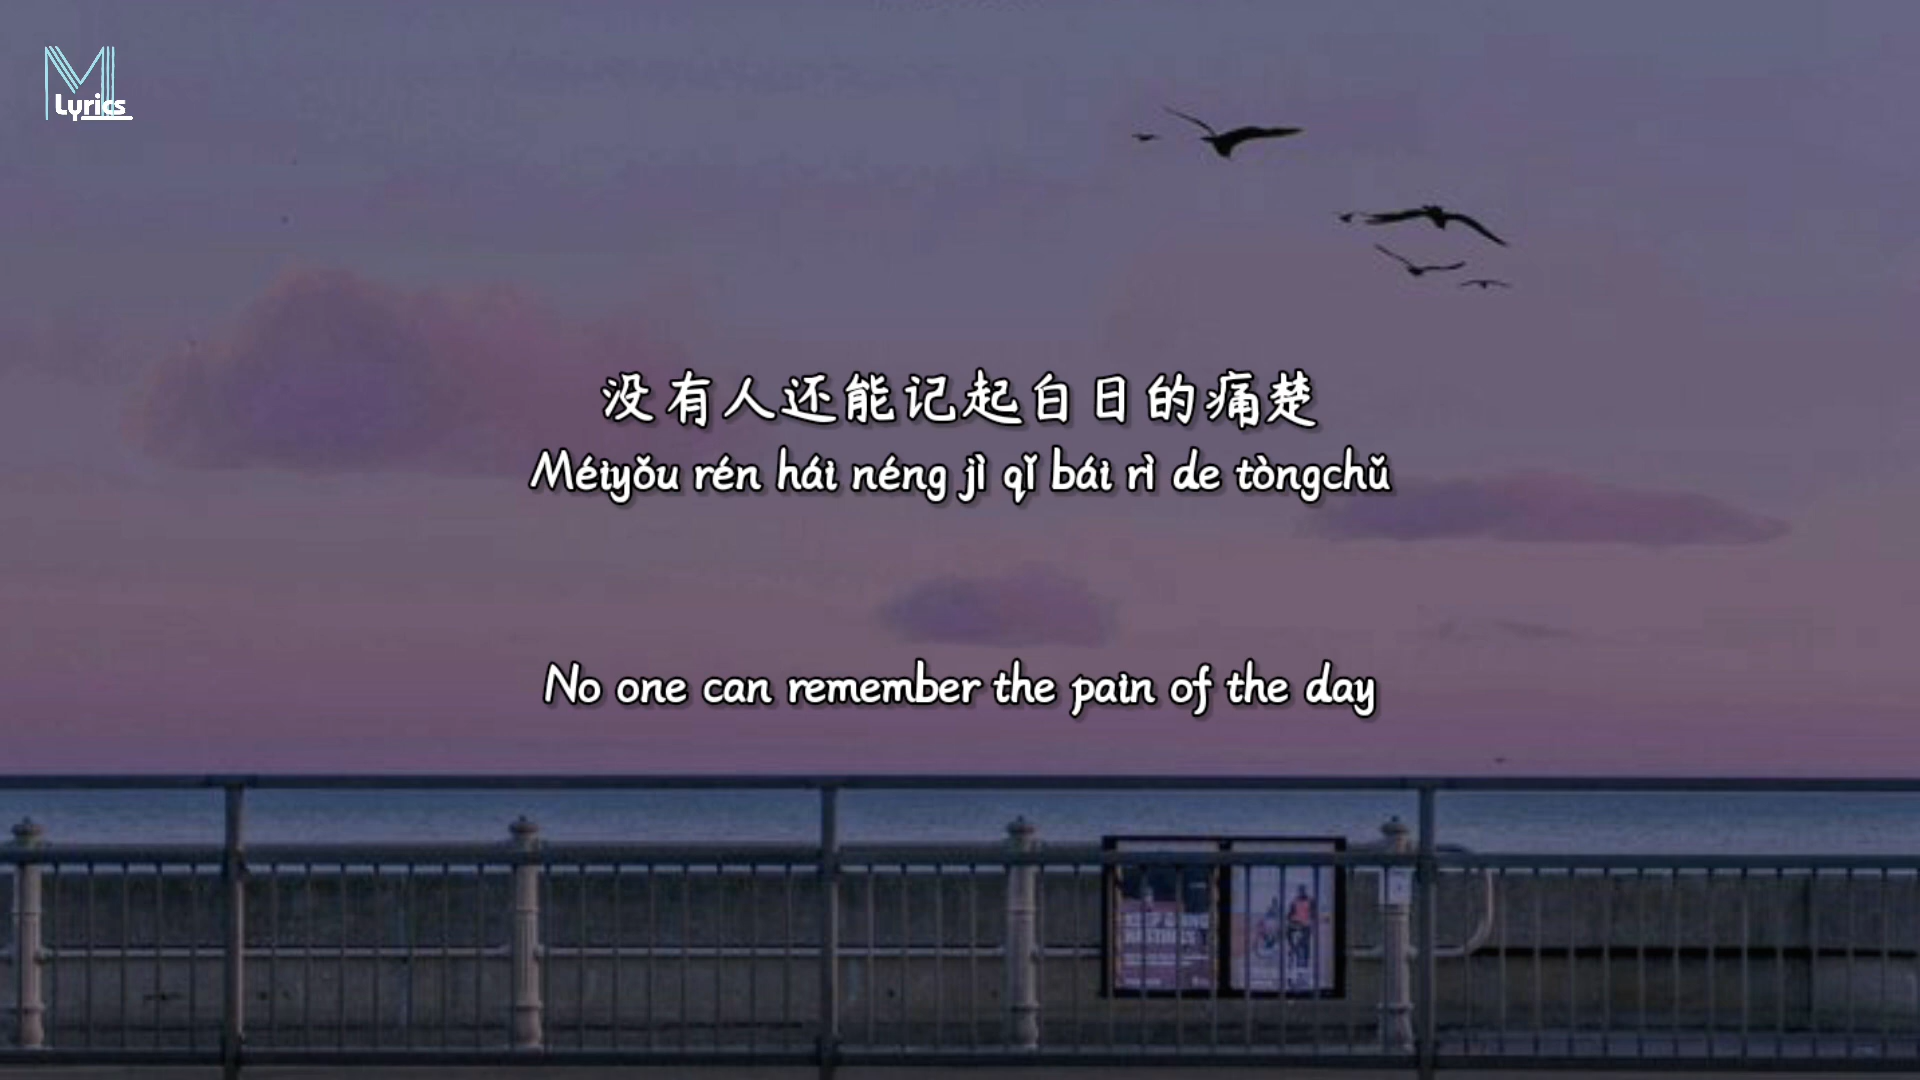 M
Lyrics
没有人还能记起白日的痛楚
Méiyǒu rén hái néng jì qǐ bái rì de tòngchǔ
No one can remember the pain of the day